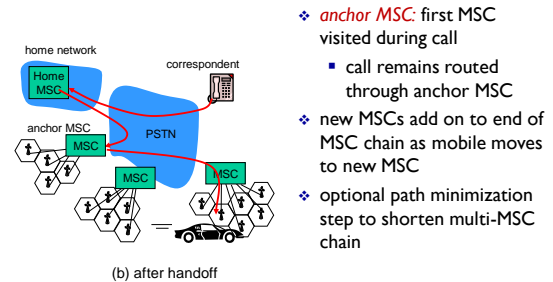 home network
Home
MSC
correspondent
anchor MSC
MSC
PSTN
MSC
MSC
(b) after handoff
anchor MSC: first MSC
visited during call
call remains routed
through anchor MSC
new MSCs add on to end of
MSC chain as mobile moves
to new MSC
optional path minimization
step to shorten multi-MSC
chain